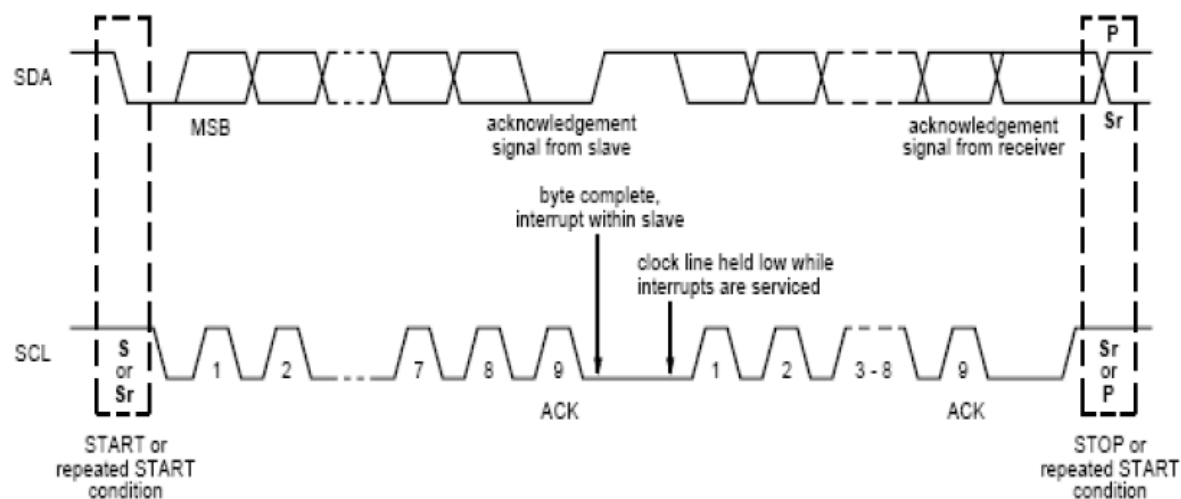 P
SDA
MSB
acknowledgement
signal from slave
acknowledgement
signal from receiver
Sr
byte complete,
interrupt within slave
clock line held low while
interrupts are serviced
SCL
S
or
Sr
1
2
7
8
9
1
2
3 - 8
9
Sr
or
P
ACK
ACK
START or
repeated START
condition
STOP or
repeated START
condition